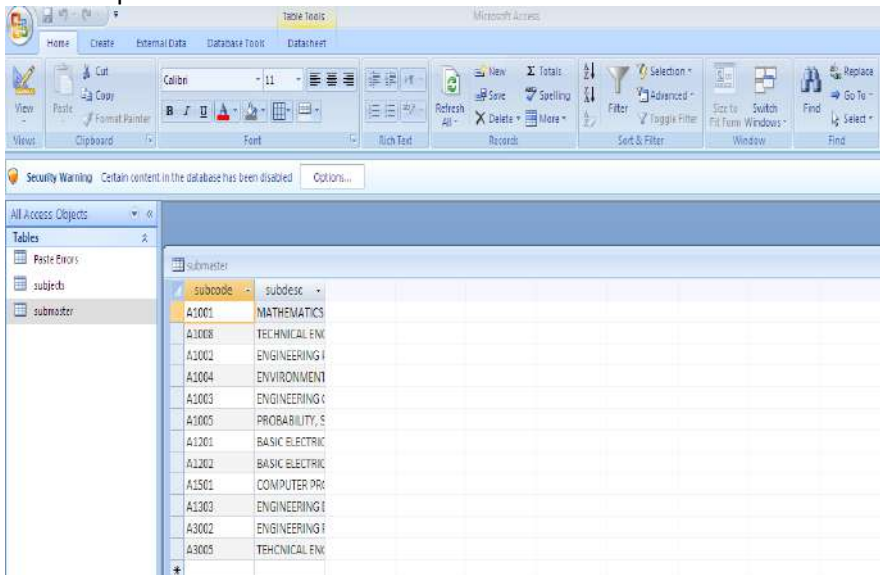 Table Tools
Microsoft Access
Home Create External Data Database Tools Datasheet
View
Views
Paste
Cut
Copy
Format Painter
Clipboard
Calibri 11
B I U A
Font
Rich Text
Refresh All
New
Save
Delete
Totals
Spelling
More
Records
Filter
Selection
Advanced
Toggle Filter
Sort & Filter
Size to Fit Form
Switch Windows
Window
Find
Replace
Go To
Select
Find
Security Warning Certain content in the database has been disabled Options...
All Access Objects
Tables
Paste Errors
subjects
submaster
submaster
subcode subdesc
A1001 MATHEMATICS
A1008 TECHNICAL ENG
A1002 ENGINEERING
A1004 ENVIRONMENT
A1003 ENGINEERING
A1005 PROBABILITY, S
A1201 BASIC ELECTRIC
A1202 BASIC ELECTRIC
A1501 COMPUTER PRO
A1303 ENGINEERING
A3002 ENGINEERING
A3005 TEHCNICAL ENG